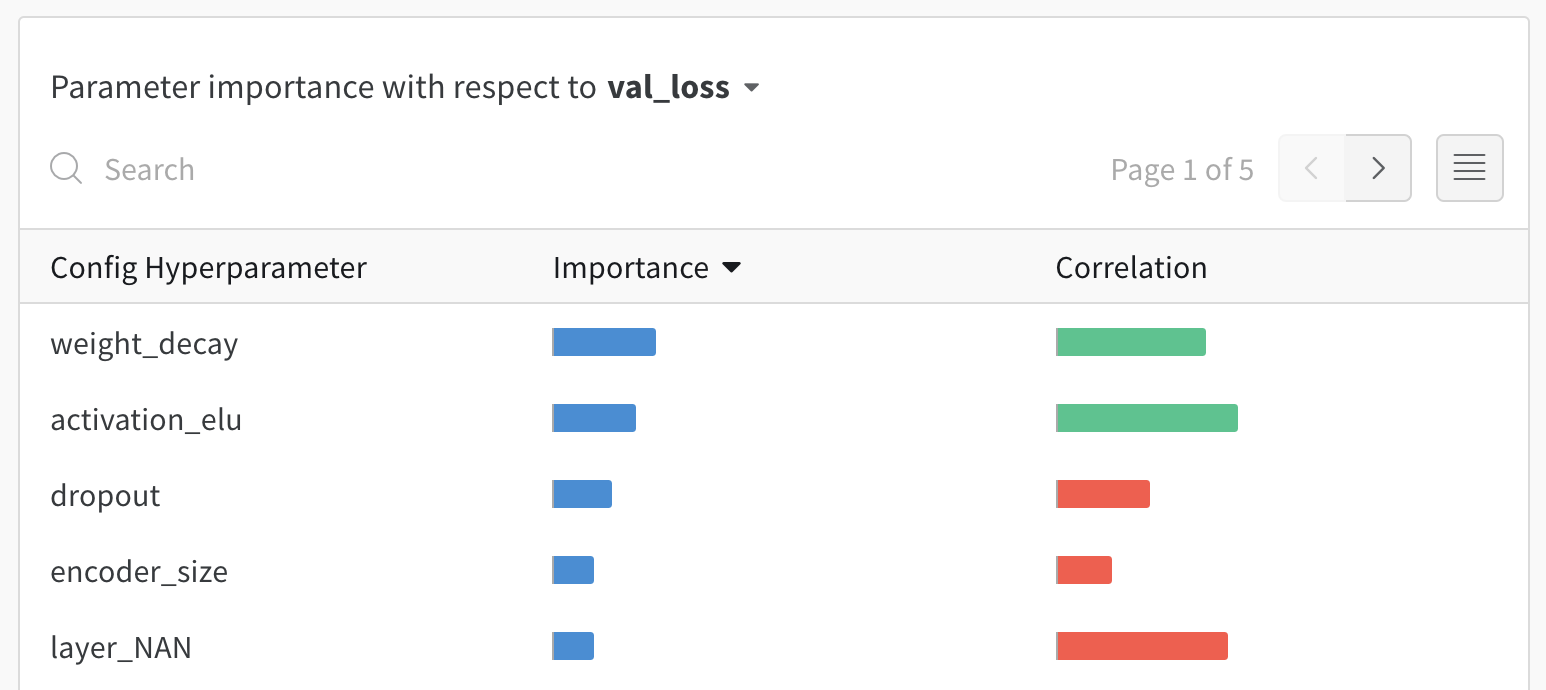 Parameter importance with respect to val_loss
Search
Page 1 of 5
Config Hyperparameter Importance Correlation
weight_decay
activation_elu
dropout
encoder_size
layer_NAN